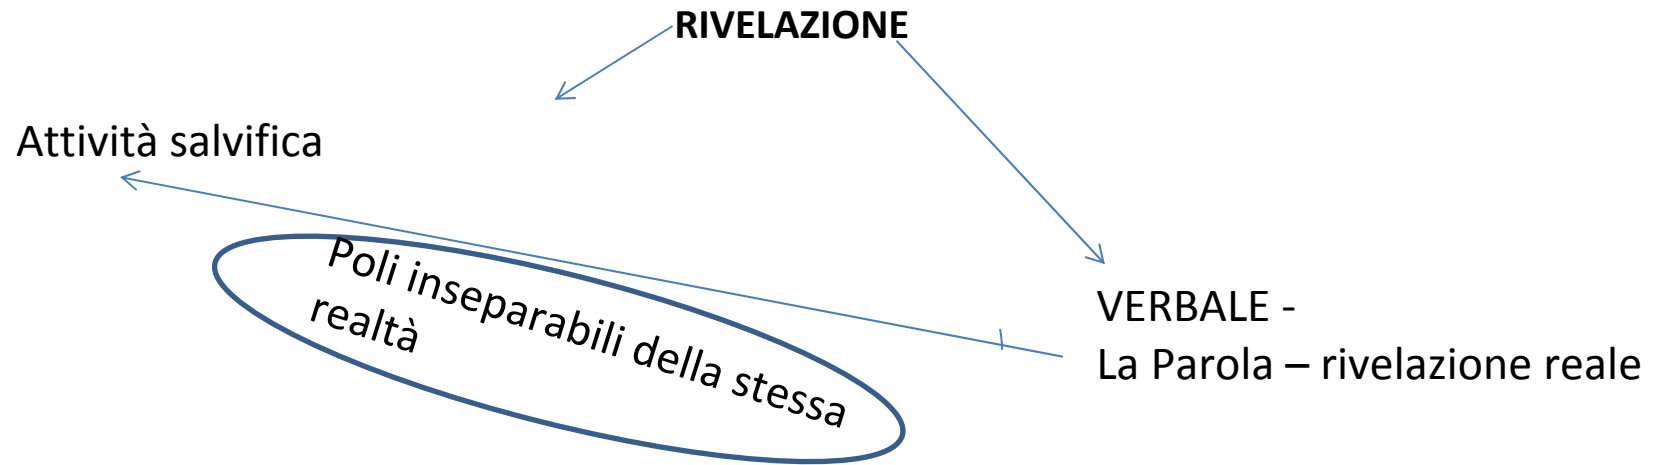 RIVELAZIONE
Attività salvifica
Poli inseparabili della stessa
realtà
VERBALE -
La Parola – rivelazione reale